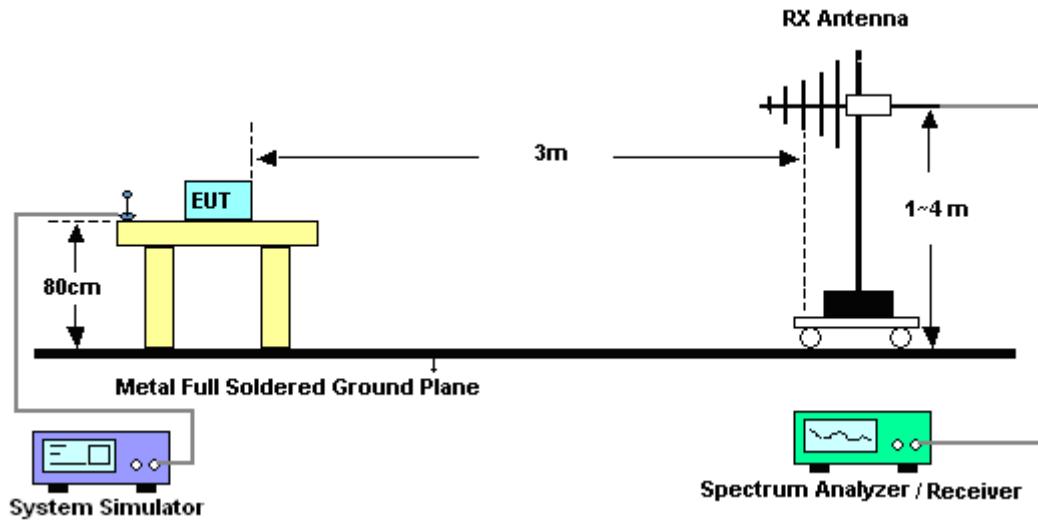 RX Antenna
3m
EUT
1~4 m
80cm
Metal Full Soldered Ground Plane
System Simulator
Spectrum Analyzer / Receiver